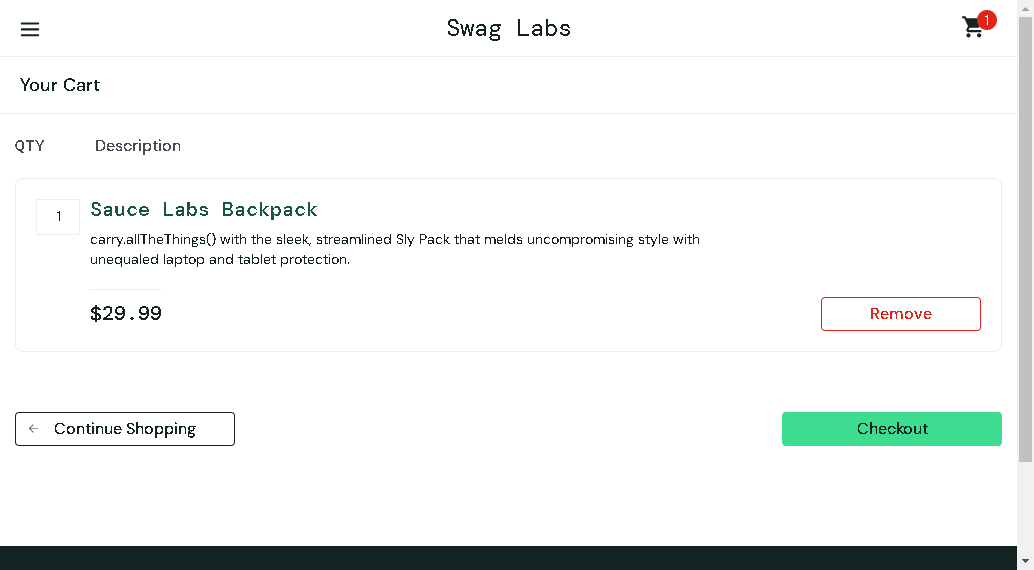 Swag Labs
1
Your Cart
QTY Description
1
Sauce Labs Backpack
carry.allTheThings() with the sleek, streamlined Sly Pack that melds uncompromising style with
unequaled laptop and tablet protection.
$29.99
Remove
Continue Shopping
Checkout